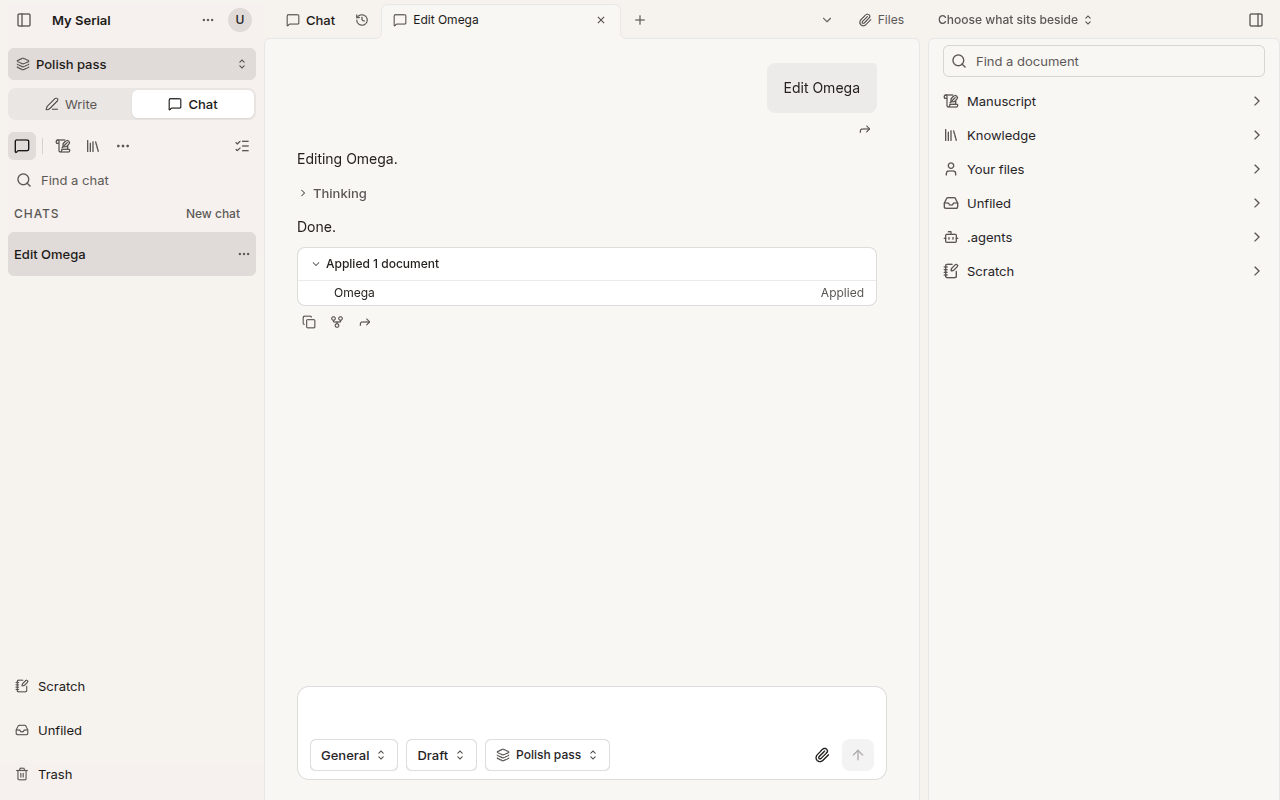 My Serial
U
Polish pass
Write
Chat
Find a chat
CHATS
New chat
Edit Omega
Scratch
Unfiled
Trash
Chat
Edit Omega
Files
Edit Omega
Editing Omega.
Thinking
Done.
Applied 1 document
Omega
Applied
General
Draft
Polish pass
Choose what sits beside
Find a document
Manuscript
Knowledge
Your files
Unfiled
.agents
Scratch